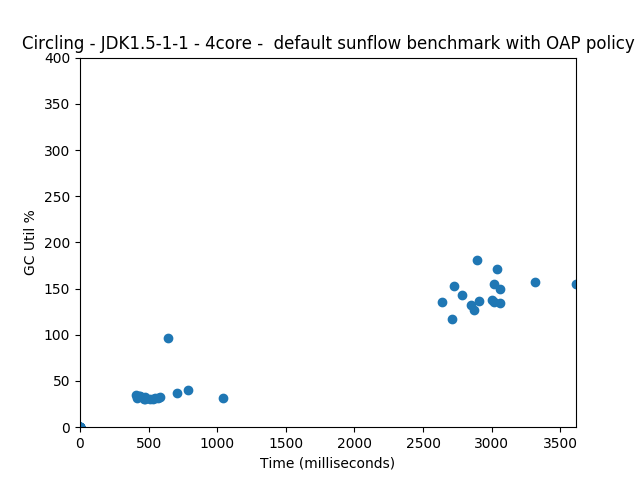 Circling - JDK1.5-1-1 - 4core -  default sunflow benchmark with OAP policy
400
350
300
250
200
150
100
50
0
GC Util %
0 500 1000 1500 2000 2500 3000 3500
Time (milliseconds)